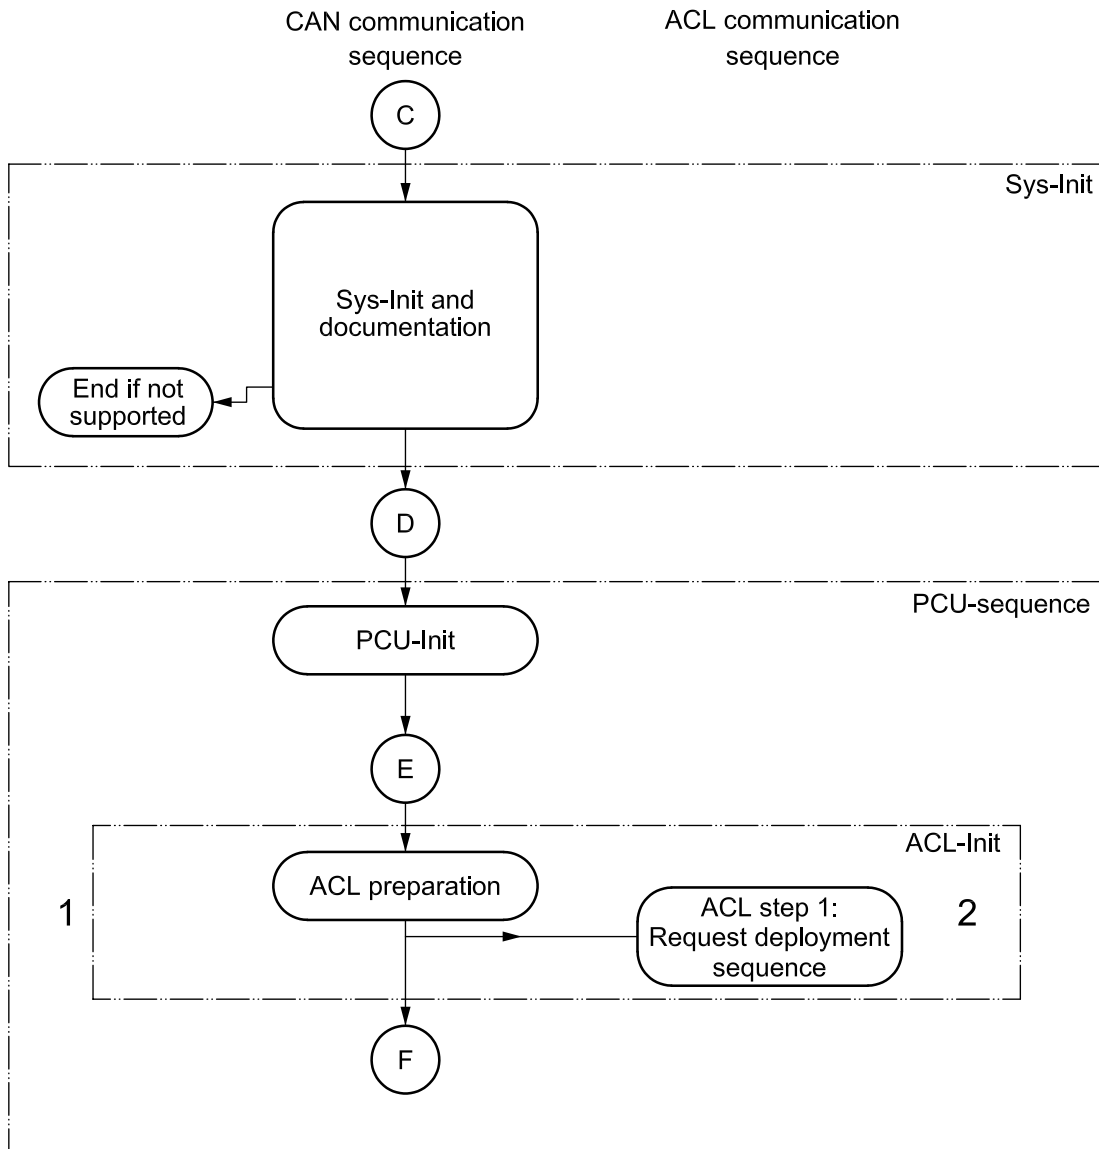 CAN communication
sequence
ACL communication
sequence
C
Sys-Init
Sys-Init and
documentation
End if not
supported
D
PCU-sequence
PCU-Init
E
ACL-Init
ACL preparation
1
ACL step 1:
Request deployment
sequence
2
F